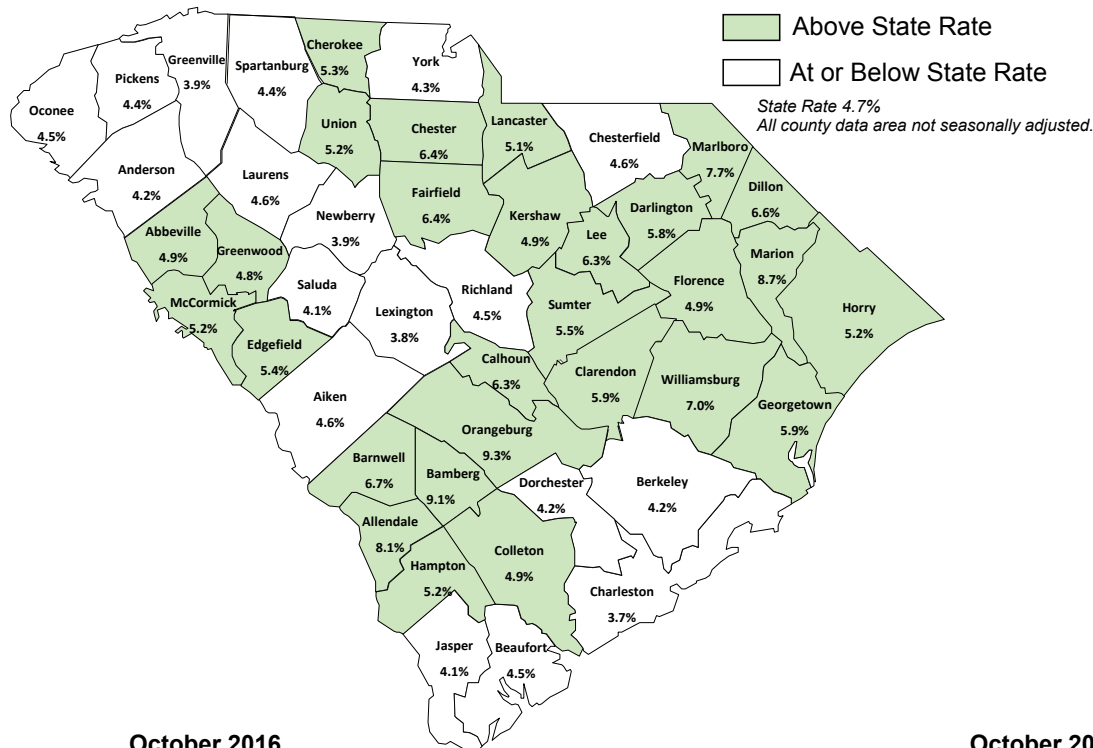 Above State Rate
At or Below State Rate
State Rate 4.7%
All county data area not seasonally adjusted.
Cherokee
5.3%
York
4.3%
Greenville
3.9%
Spartanburg
4.4%
Pickens
4.4%
Oconee
4.5%
Union
5.2%
Chester
6.4%
Lancaster
5.1%
Chesterfield
4.6%
Marlboro
7.7%
Anderson
4.2%
Laurens
4.6%
Dillon
6.6%
Fairfield
6.4%
Newberry
3.9%
Kershaw
4.9%
Darlington
5.8%
Lee
6.3%
Abbeville
4.9%
Greenwood
4.8%
Marion
8.7%
Florence
4.9%
Saluda
4.1%
Richland
4.5%
McCormick
5.2%
Sumter
5.5%
Horry
5.2%
Lexington
3.8%
Edgefield
5.4%
Calhoun
6.3%
Clarendon
5.9%
Williamsburg
7.0%
Georgetown
5.9%
Aiken
4.6%
Orangeburg
9.3%
Barnwell
6.7%
Bamberg
9.1%
Dorchester
4.2%
Berkeley
4.2%
Allendale
8.1%
Colleton
4.9%
Hampton
5.2%
Charleston
3.7%
Jasper
4.1%
Beaufort
4.5%
October 2016
October 20